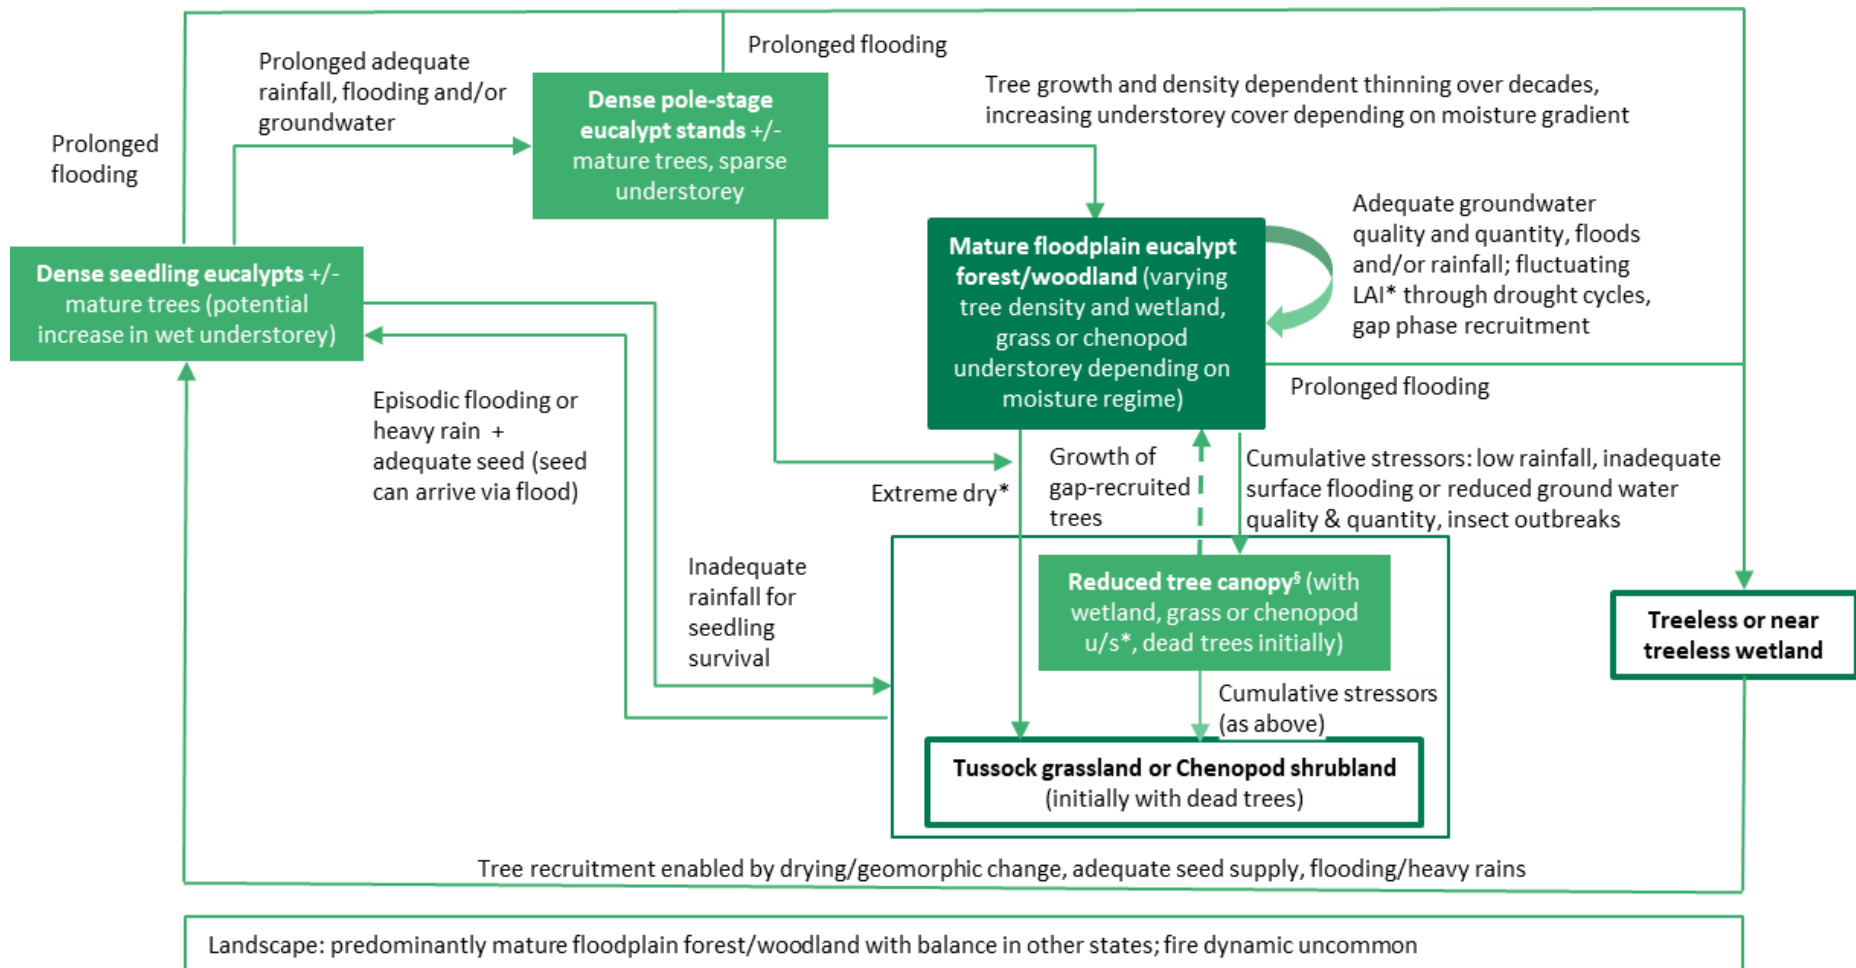 Prolonged flooding
Prolonged adequate
rainfall, flooding and/or
groundwater
Prolonged
flooding
Dense pole-stage
eucalypt stands +/-
mature trees, sparse
understorey
Tree growth and density dependent thinning over decades,
increasing understorey cover depending on moisture gradient
Dense seedling eucalypts +/-
mature trees (potential
increase in wet understorey)
Mature floodplain eucalypt
forest/woodland (varying
tree density and wetland,
grass or chenopod
understorey depending on
moisture regime)
Adequate groundwater
quality and quantity, floods
and/or rainfall; fluctuating
LAI* through drought cycles,
gap phase recruitment
Prolonged flooding
Episodic flooding or
heavy rain +
adequate seed (seed
can arrive via flood)
Extreme dry*
Growth of
gap-recruited
trees
Cumulative stressors: low rainfall, inadequate
surface flooding or reduced ground water
quality & quantity, insect outbreaks
Inadequate
rainfall for
seedling
survival
Reduced tree canopy§ (with
wetland, grass or chenopod
u/s*, dead trees initially)
Treeless or near
treeless wetland
Cumulative stressors
(as above)
Tussock grassland or Chenopod shrubland
(initially with dead trees)
Tree recruitment enabled by drying/geomorphic change, adequate seed supply, flooding/heavy rains
Landscape: predominantly mature floodplain forest/woodland with balance in other states; fire dynamic uncommon